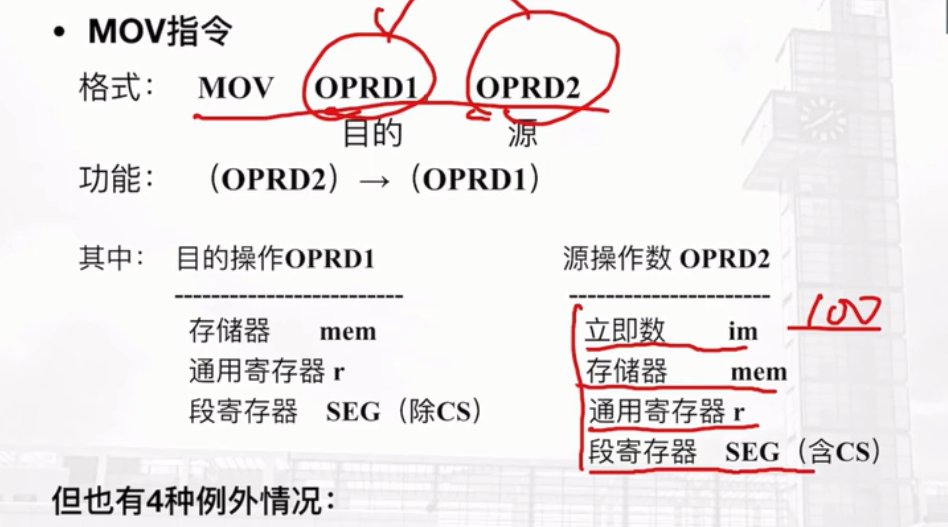 • MOV指令
格式： MOV OPRD1 OPRD2
目的 源
功能： （OPRD2）→（OPRD1）
其中： 目的操作OPRD1 源操作数 OPRD2
------------------------- ----------------------
100
存储器 mem 立即数 im
通用寄存器 r 存储器 mem
段寄存器 SEG（除CS） 通用寄存器 r
段寄存器 SEG（含CS）
但也有4种例外情况：